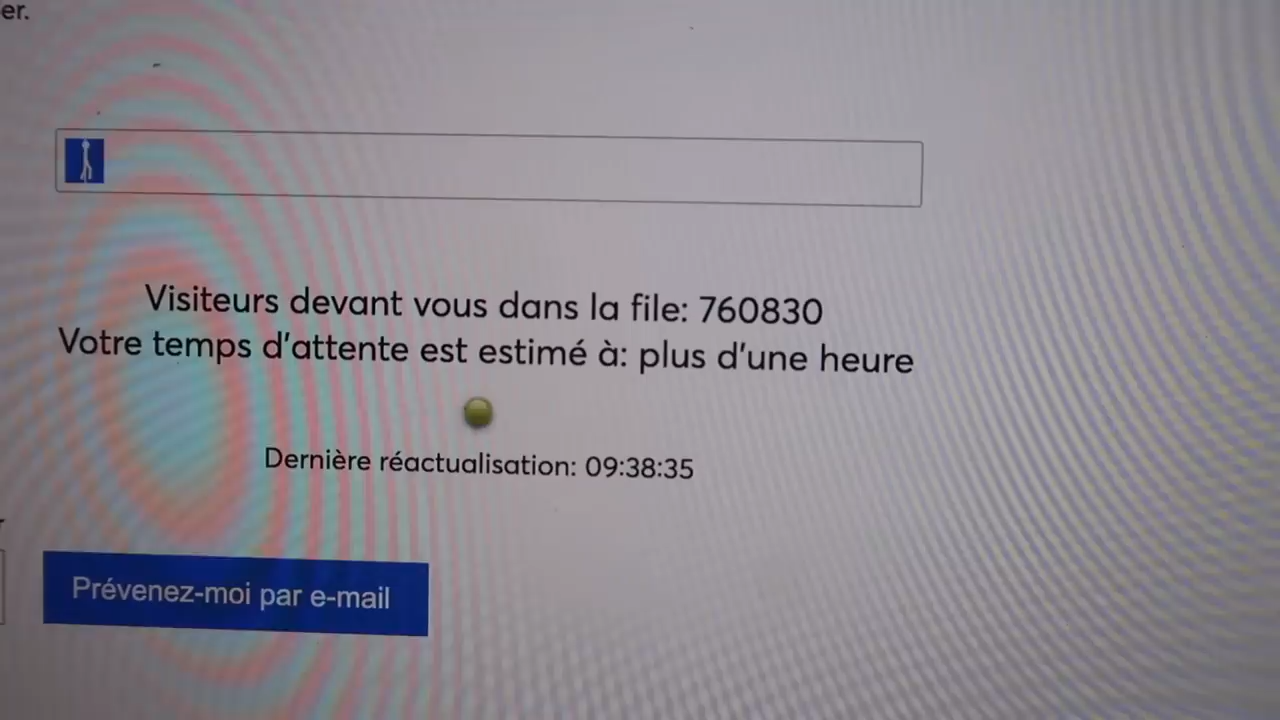 er.
Visiteurs devant vous dans la file: 760830
Votre temps d'attente est estimé à: plus d'une heure
Dernière réactualisation: 09:38:35
Prévenez-moi par e-mail